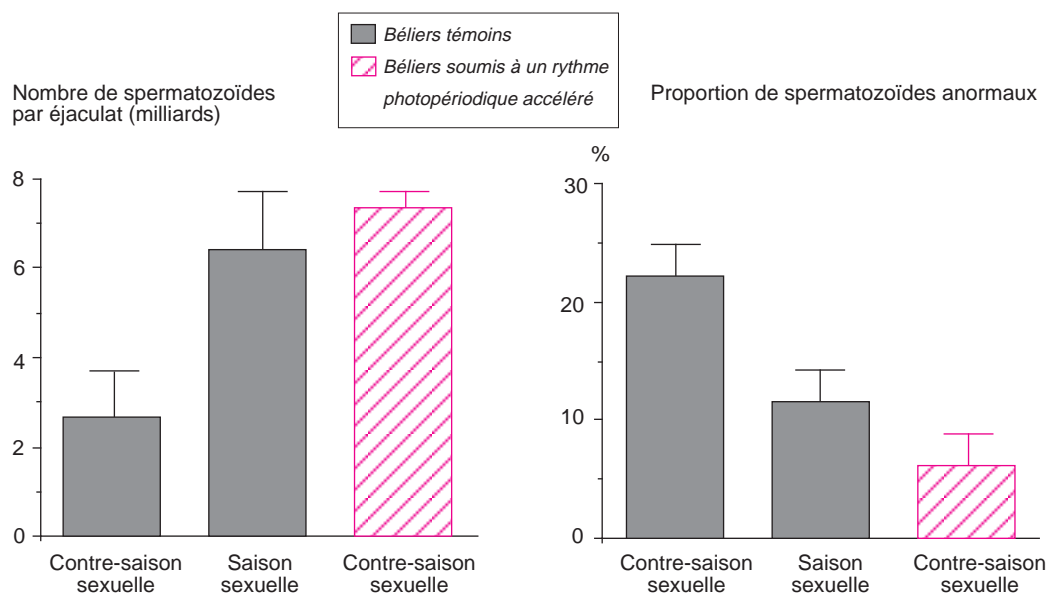 Béliers témoins
Béliers soumis à un rythme
photopériodique accéléré
Nombre de spermatozoïdes
par éjaculat (milliards)
8
6
4
2
0
Contre-saison
sexuelle
Saison
sexuelle
Contre-saison
sexuelle
Proportion de spermatozoïdes anormaux
%
30
20
10
0
Contre-saison
sexuelle
Saison
sexuelle
Contre-saison
sexuelle